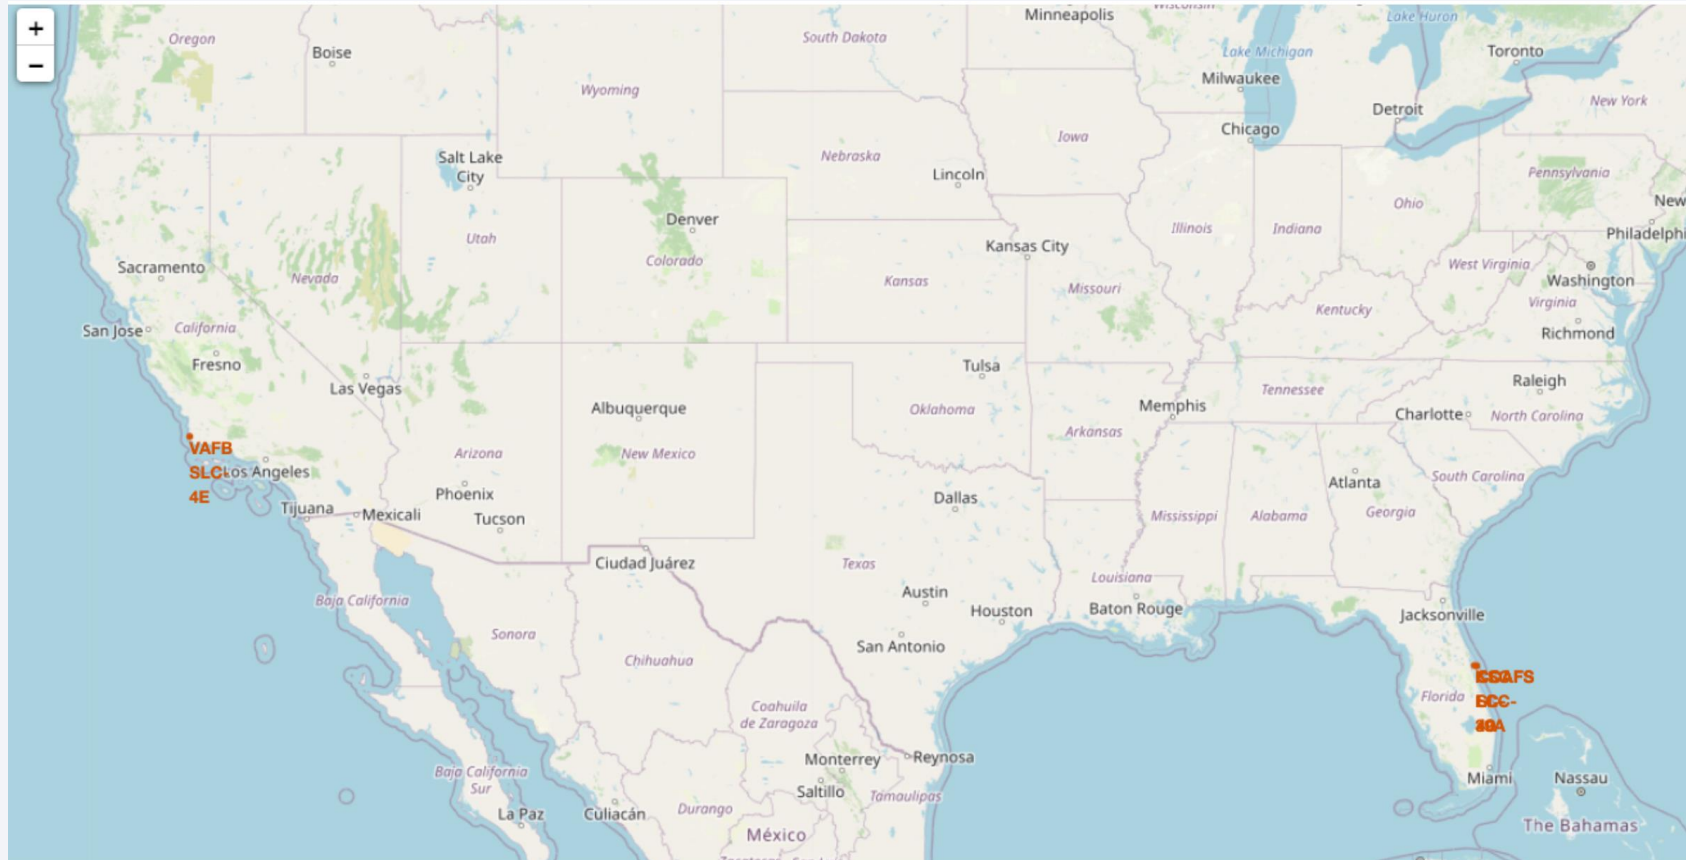 +
−
Minneapolis
Wisconsin
Lake Huron
Oregon
Boise
South Dakota
Lake Michigan
Toronto
Wyoming
Milwaukee
New York
Detroit
Chicago
Iowa
Salt Lake
City
Nebraska
Lincoln
Pennsylvania
New
Ohio
Denver
Illinois
Indiana
Philadelphi
Utah
Kansas City
Colorado
Sacramento
West Virginia
Nevada
Kansas
Missouri
Washington
Virginia
Kentucky
San Jose
California
Richmond
Fresno
Tulsa
Raleigh
Las Vegas
Tennessee
Albuquerque
Oklahoma
Memphis
Charlotte
North Carolina
Arkansas
VAFB
SLC-
4E
Los Angeles
Arizona
New Mexico
South Carolina
Atlanta
Phoenix
Dallas
Tijuana
Mexicali
Tucson
Mississippi
Alabama
Georgia
Ciudad Juárez
Texas
Louisiana
Austin
Baja California
Houston
Baton Rouge
Jacksonville
Sonora
San Antonio
Chihuahua
Florida
Coahuila
de Zaragoza
Monterrey
Reynosa
Baja California
Sur
Miami
Nassau
Saltillo
Tamaulipas
La Paz
Culiacán
Durango
México
The Bahamas